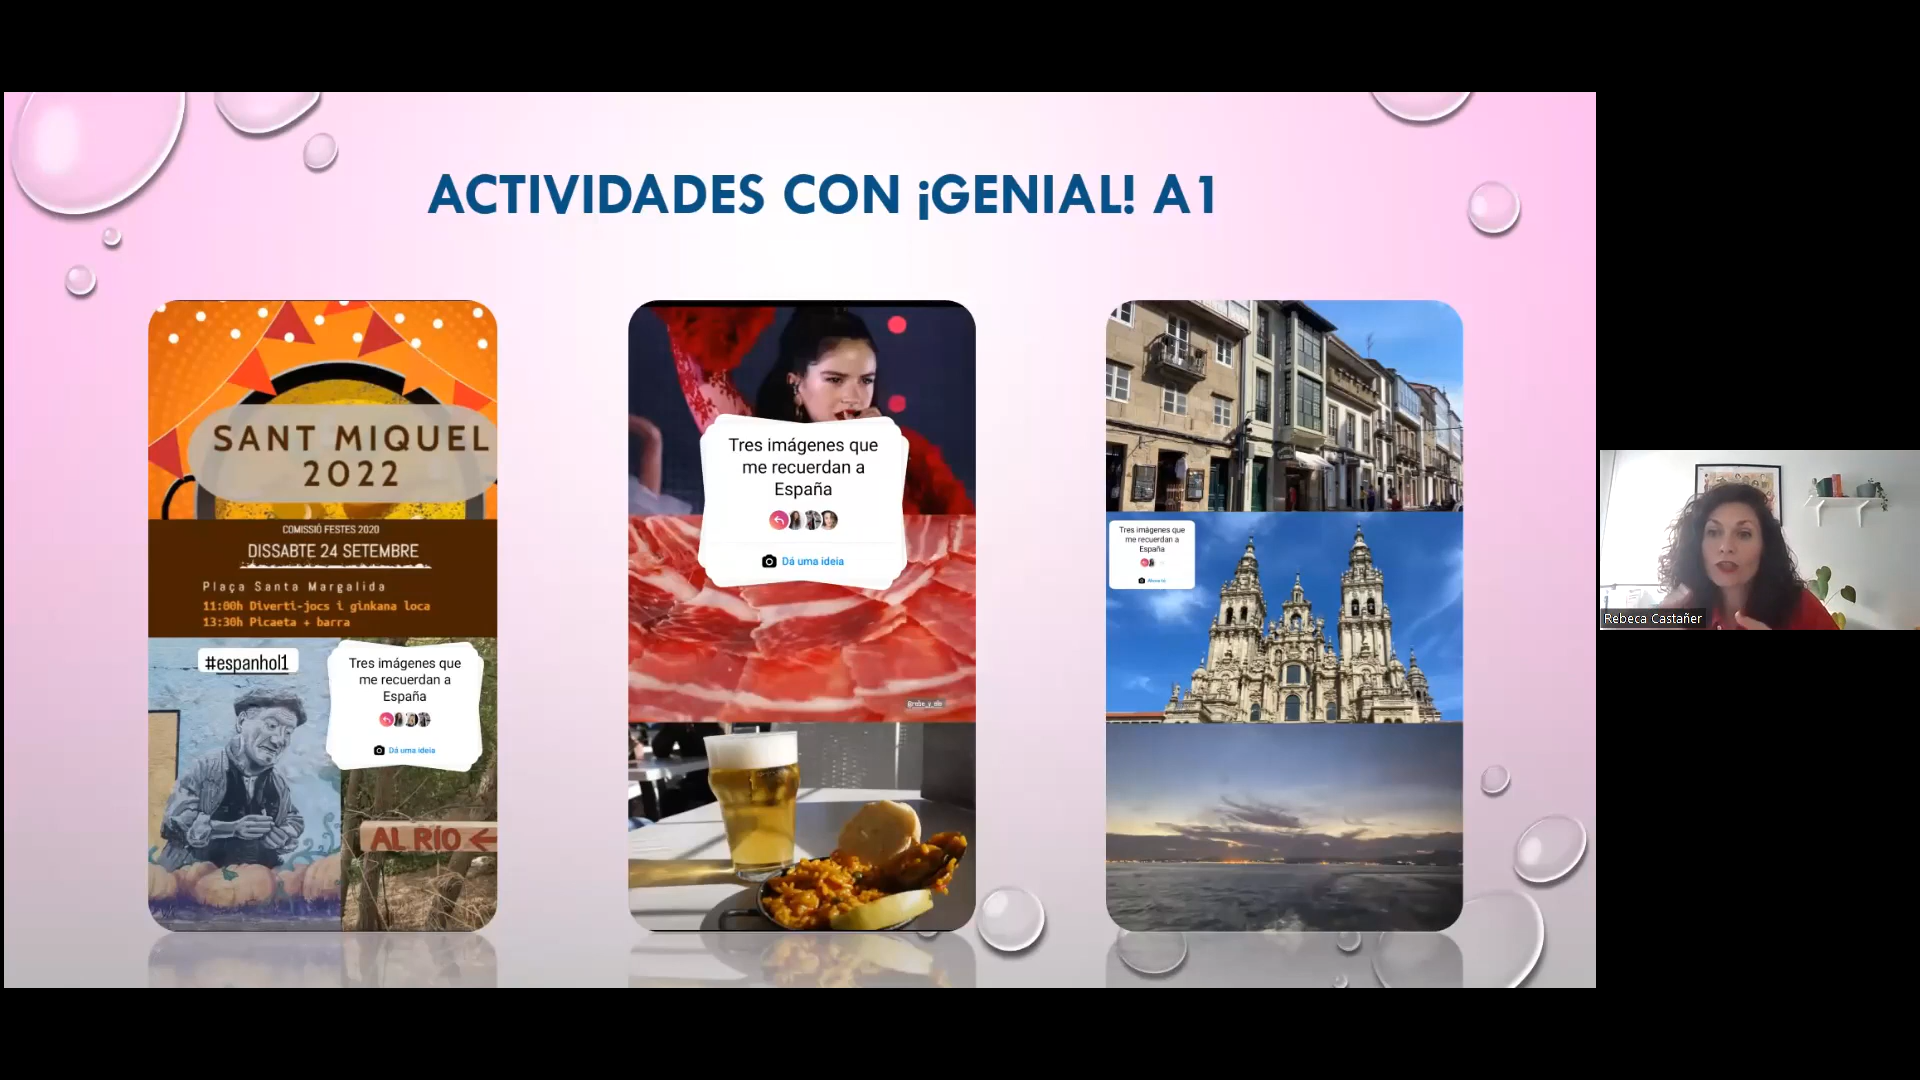 ACTIVIDADES CON ¡GENIAL! A1
SANT MIQUEL
2022
COMISSIÓ FESTES 2020
DISSABTE 24 SETEMBRE
Plaça Santa Margalida
11:00h Diverti-jocs i ginkana loca
13:30h Picaeta + barra
#espanhol1
Tres imágenes que
me recuerdan a
España
Dá uma ideia
AL RÍO
Tres imágenes que
me recuerdan a
España
Dá uma ideia
Tres imágenes que
me recuerdan a
España
Rebeca Castañer